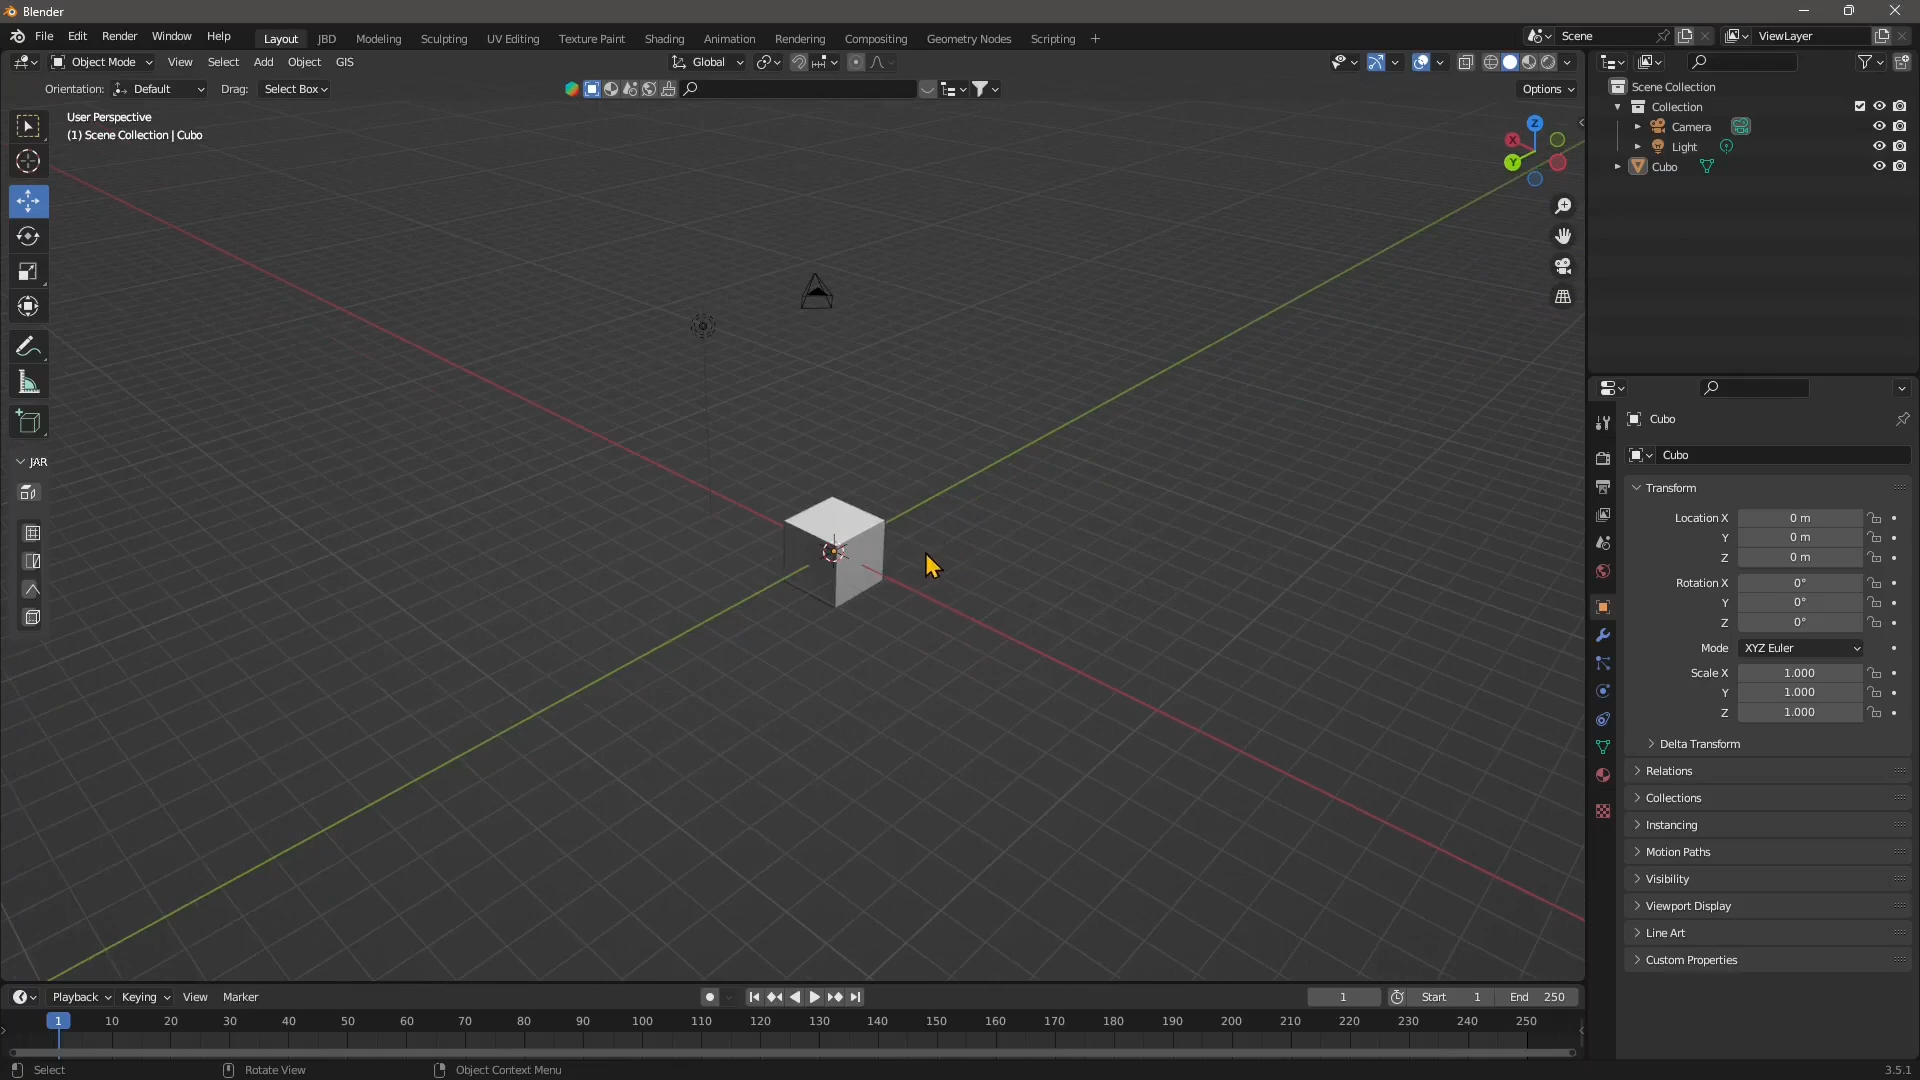 Blender
File Edit Render Window Help Layout JBD Modeling Sculpting UV Editing Texture Paint Shading Animation Rendering Compositing Geometry Nodes Scripting + Scene ViewLayer
Object Mode View Select Add Object GIS Global
Orientation: Default Drag: Select Box Options
User Perspective
(1) Scene Collection | Cubo
Z
X
Y
JAR
Scene Collection
Collection
Camera
Light
Cubo
Cubo
Cubo
Transform
Location X 0 m
Y 0 m
Z 0 m
Rotation X 0°
Y 0°
Z 0°
Mode XYZ Euler
Scale X 1.000
Y 1.000
Z 1.000
Delta Transform
Relations
Collections
Instancing
Motion Paths
Visibility
Viewport Display
Line Art
Custom Properties
Playback Keying View Marker 1 Start 1 End 250
1 10 20 30 40 50 60 70 80 90 100 110 120 130 140 150 160 170 180 190 200 210 220 230 240 250
Select Rotate View Object Context Menu 3.5.1